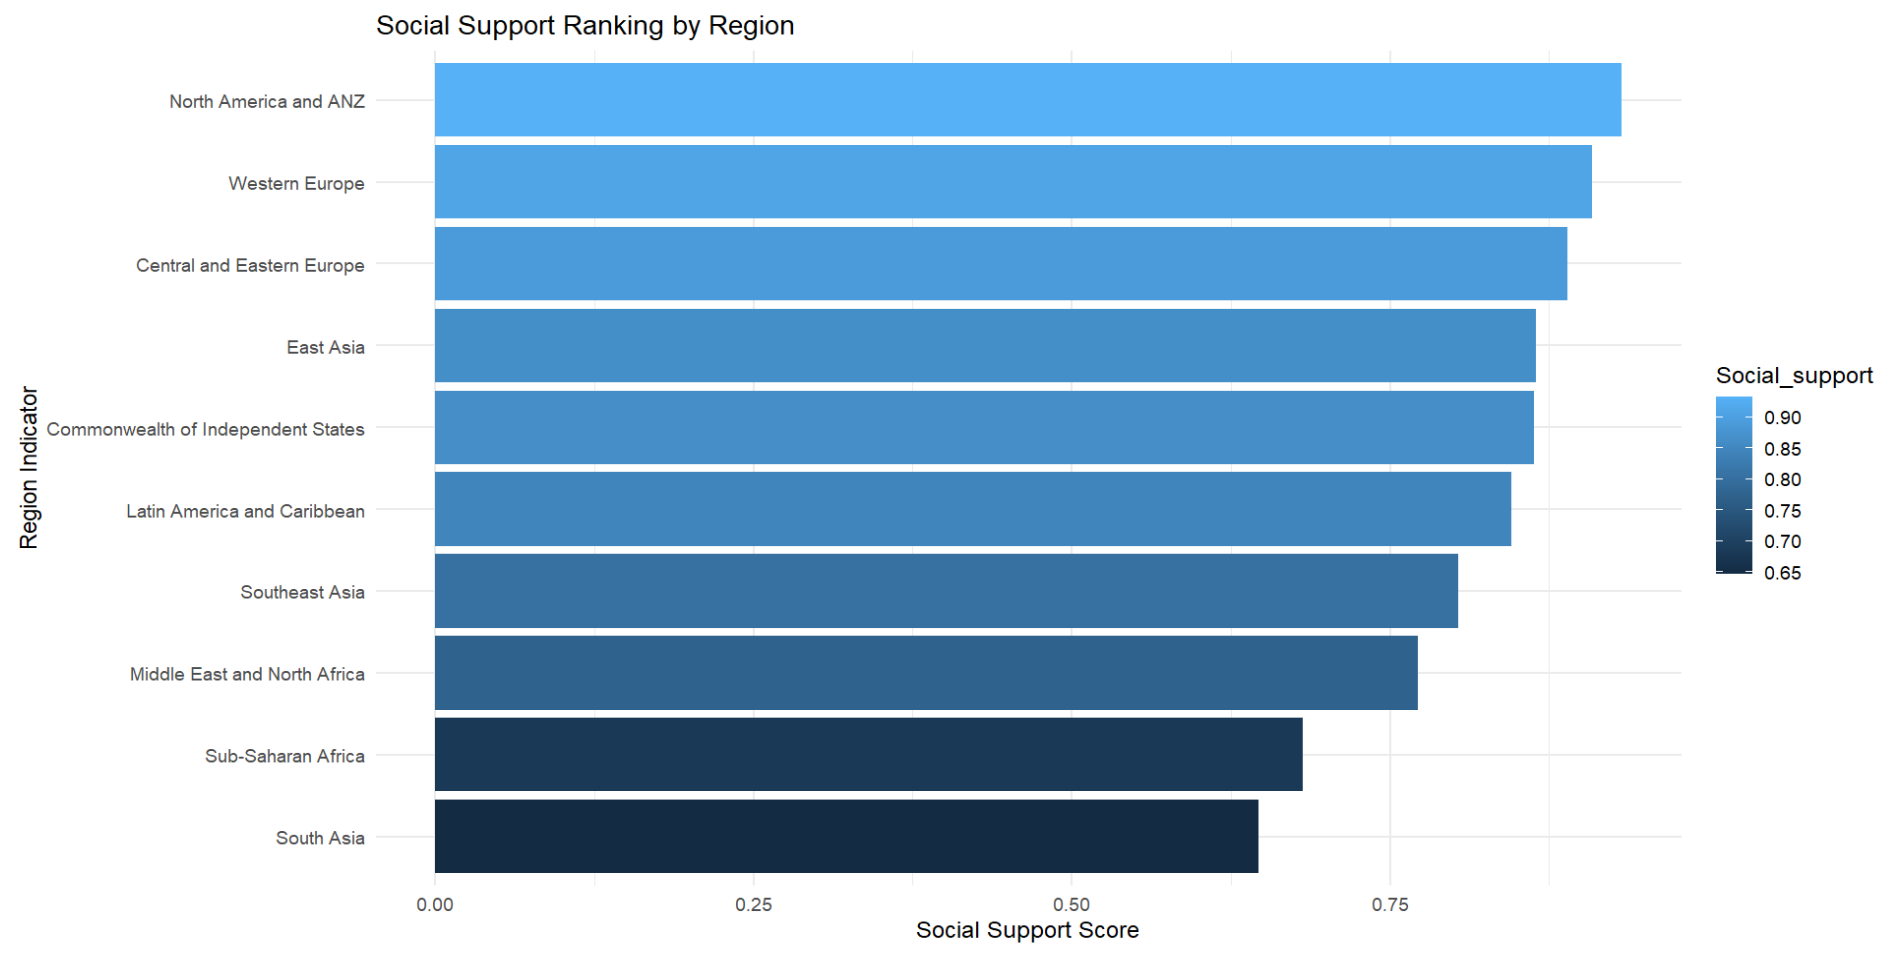 Social Support Ranking by Region
North America and ANZ
Western Europe
Central and Eastern Europe
East Asia
Commonwealth of Independent States
Latin America and Caribbean
Southeast Asia
Middle East and North Africa
Sub-Saharan Africa
South Asia
Region Indicator
0.00 0.25 0.50 0.75
Social Support Score
Social_support
0.90
0.85
0.80
0.75
0.70
0.65